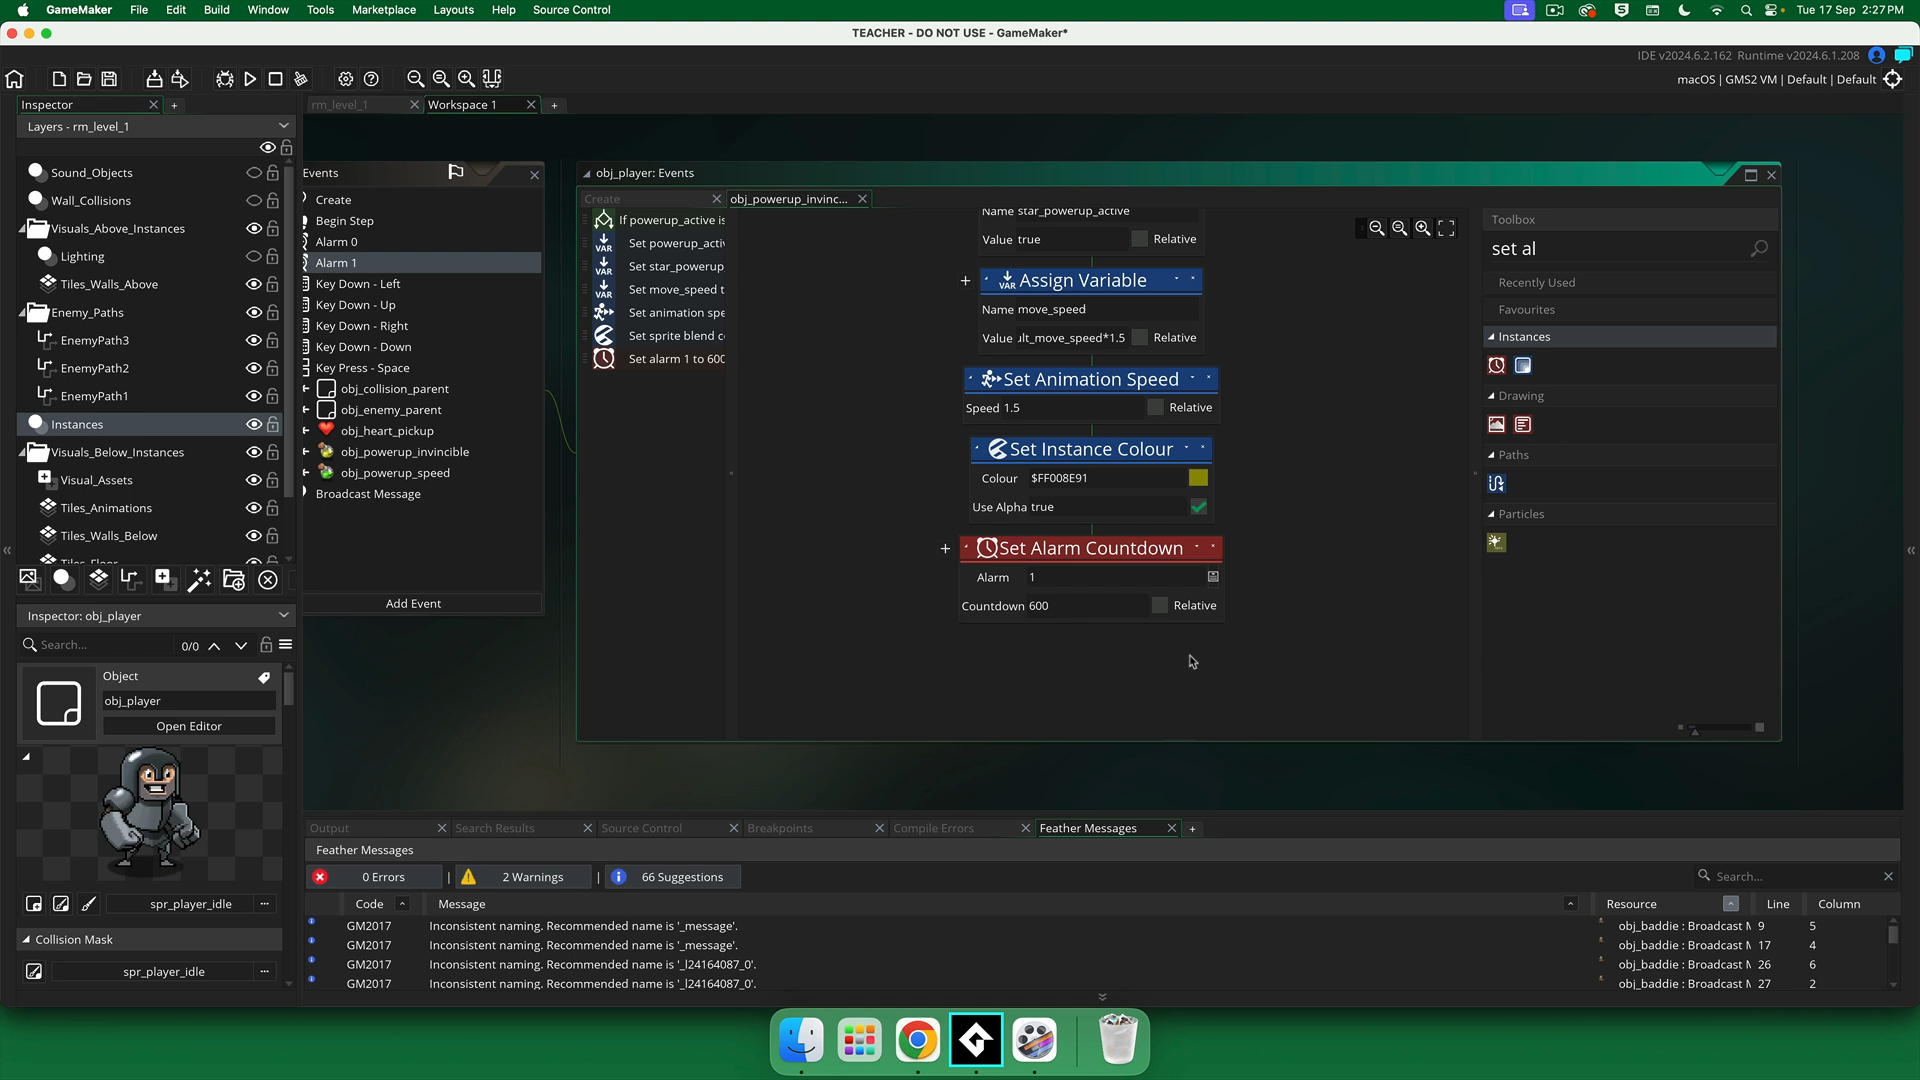 GameMaker File Edit Build Window Tools Marketplace Layouts Help Source Control Tue 17 Sep 2:27 PM
TEACHER - DO NOT USE - GameMaker*
IDE v2024.6.2.162 Runtime v2024.6.1.208
macOS | GMS2 VM | Default | Default
Inspector
rm_level_1
Workspace 1
Layers - rm_level_1
Sound_Objects
Wall_Collisions
Visuals_Above_Instances
Lighting
Tiles_Walls_Above
Enemy_Paths
EnemyPath3
EnemyPath2
EnemyPath1
Instances
Visuals_Below_Instances
Visual_Assets
Tiles_Animations
Tiles_Walls_Below
Tiles_Floor
Inspector: obj_player
Search...
0/0
Object
obj_player
Open Editor
spr_player_idle
Collision Mask
spr_player_idle
Events
Create
Begin Step
Alarm 0
Alarm 1
Key Down - Left
Key Down - Up
Key Down - Right
Key Down - Down
Key Press - Space
obj_collision_parent
obj_enemy_parent
obj_heart_pickup
obj_powerup_invincible
obj_powerup_speed
Broadcast Message
Add Event
obj_player: Events
Create
obj_powerup_invinc...
If powerup_active is
Set powerup_activ
Set star_powerup_
Set move_speed t
Set animation spe
Set sprite blend co
Set alarm 1 to 600
Name star_powerup_active
Value true Relative
Assign Variable
Name move_speed
Value ult_move_speed*1.5 Relative
Set Animation Speed
Speed 1.5 Relative
Set Instance Colour
Colour $FF008E91
Use Alpha true
Set Alarm Countdown
Alarm 1
Countdown 600 Relative
Toolbox
set al
Recently Used
Favourites
Instances
Drawing
Paths
Particles
Output
Search Results
Source Control
Breakpoints
Compile Errors
Feather Messages
Feather Messages
0 Errors | 2 Warnings | 66 Suggestions
Search...
Code Message Resource Line Column
GM2017 Inconsistent naming. Recommended name is '_message'. obj_baddie : Broadcast M 9 5
GM2017 Inconsistent naming. Recommended name is '_message'. obj_baddie : Broadcast M 17 4
GM2017 Inconsistent naming. Recommended name is '_l24164087_0'. obj_baddie : Broadcast M 26 6
GM2017 Inconsistent naming. Recommended name is '_l24164087_0'. obj_baddie : Broadcast M 27 2